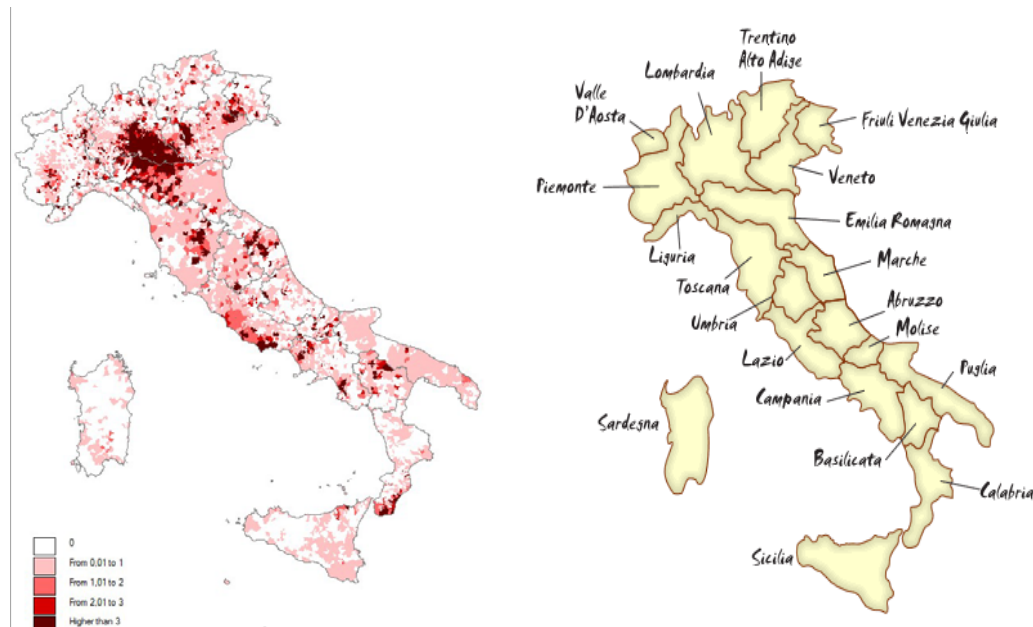 0
From 0,01 to 1
From 1,01 to 2
From 2,01 to 3
Higher than 3
Trentino
Alto Adige
Lombardia
Valle
D'Aosta
Friuli Venezia Giulia
Piemonte
Veneto
Emilia Romagna
Liguria
Marche
Toscana
Abruzzo
Umbria
Molise
Lazio
Puglia
Campania
Sardegna
Basilicata
Calabria
Sicilia